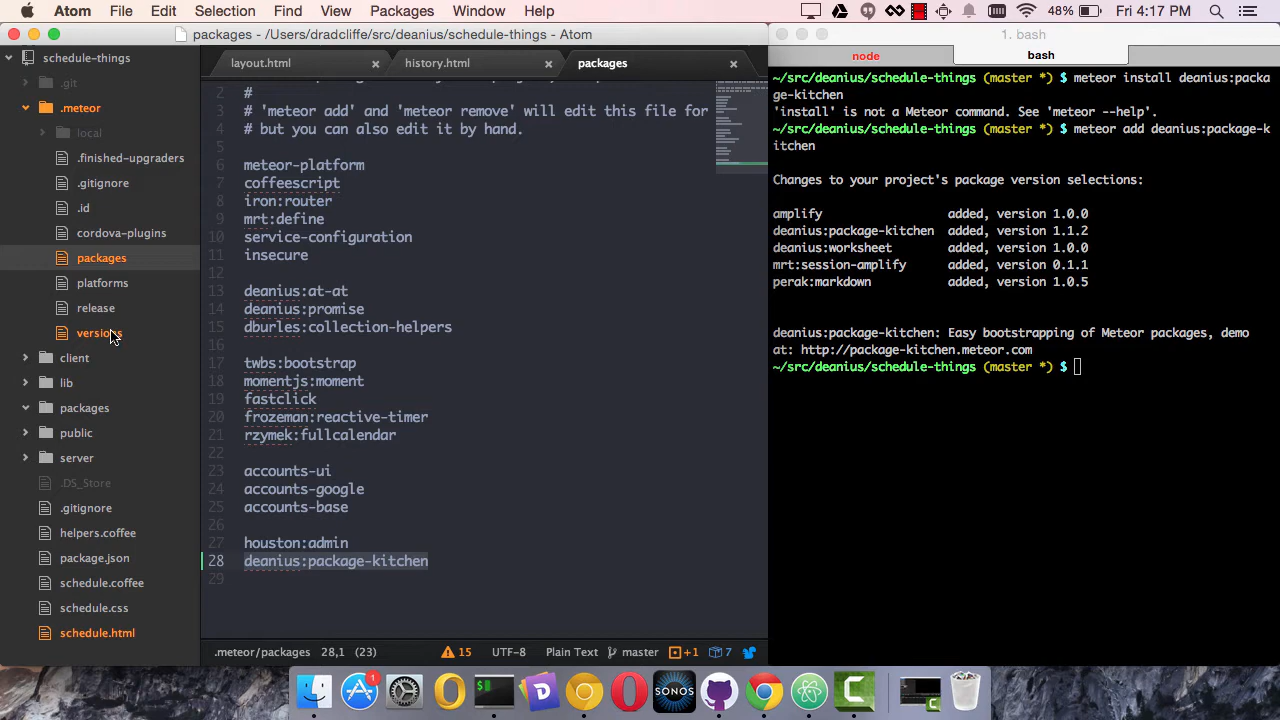 Atom File Edit Selection Find View Packages Window Help
48% Fri 4:17 PM
packages - /Users/dradcliffe/src/deanius/schedule-things - Atom
1. bash
schedule-things
.git
.meteor
local
.finished-upgraders
.gitignore
.id
cordova-plugins
packages
platforms
release
versions
client
lib
packages
public
server
.DS_Store
.gitignore
helpers.coffee
package.json
schedule.coffee
schedule.css
schedule.html
layout.html history.html packages
2 #
3 # 'meteor add' and 'meteor remove' will edit this file for
4 # but you can also edit it by hand.
5
6 meteor-platform
7 coffeescript
8 iron:router
9 mrt:define
10 service-configuration
11 insecure
12
13 deanius:at-at
14 deanius:promise
15 dburles:collection-helpers
16
17 twbs:bootstrap
18 momentjs:moment
19 fastclick
20 frozeman:reactive-timer
21 rzymek:fullcalendar
22
23 accounts-ui
24 accounts-google
25 accounts-base
26
27 houston:admin
28 deanius:package-kitchen
29
.meteor/packages 28,1 (23) 15 UTF-8 Plain Text master +1 7
node bash
~/src/deanius/schedule-things (master *) $ meteor install deanius:packa
ge-kitchen
'install' is not a Meteor command. See 'meteor --help'.
~/src/deanius/schedule-things (master *) $ meteor add deanius:package-k
itchen
Changes to your project's package version selections:
amplify added, version 1.0.0
deanius:package-kitchen added, version 1.1.2
deanius:worksheet added, version 1.0.0
mrt:session-amplify added, version 0.1.1
perak:markdown added, version 1.0.5
deanius:package-kitchen: Easy bootstrapping of Meteor packages, demo
at: http://package-kitchen.meteor.com
~/src/deanius/schedule-things (master *) $
1
SONOS